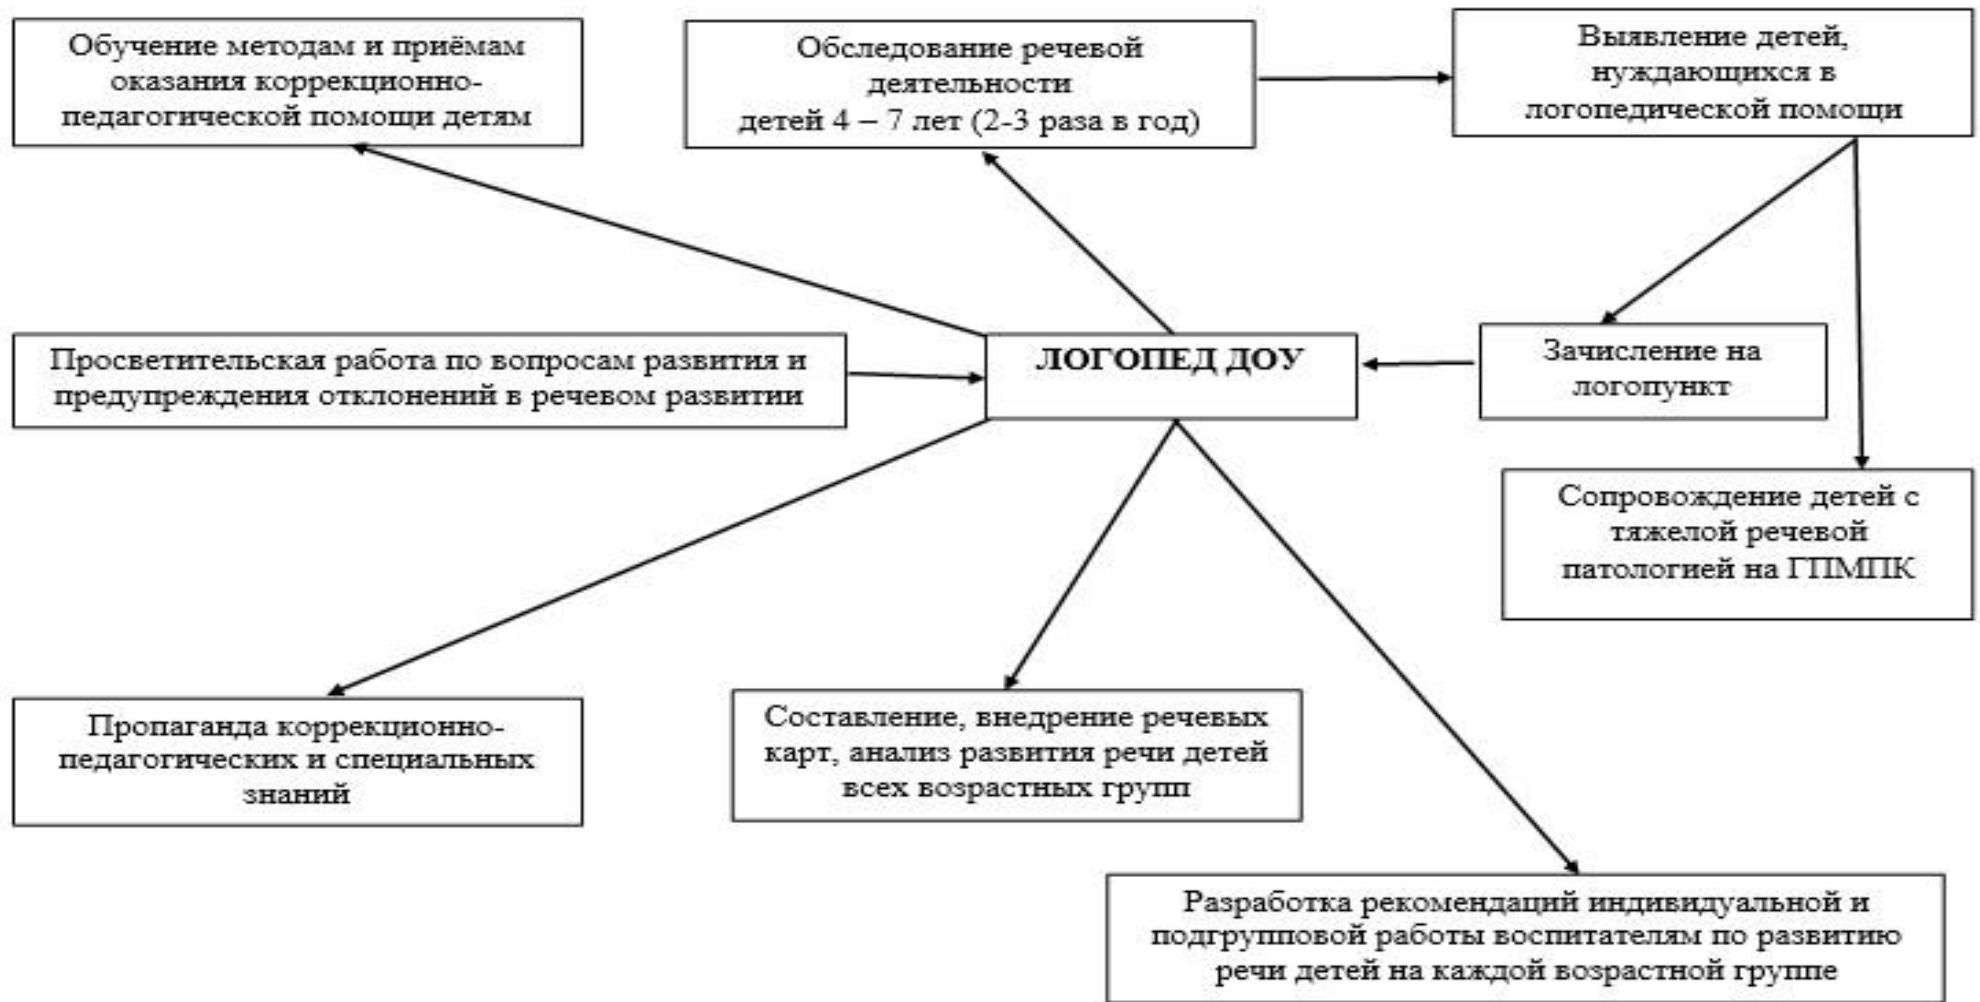 Обучение методам и приёмам
оказания коррекционно-
педагогической помощи детям
Обследование речевой
деятельности
детей 4 – 7 лет (2-3 раза в год)
Выявление детей,
нуждающихся в
логопедической помощи
Просветительская работа по вопросам развития и
предупреждения отклонений в речевом развитии
ЛОГОПЕД ДОУ
Зачисление на
логопункт
Сопровождение детей с
тяжелой речевой
патологией на ГПМПК
Пропаганда коррекционно-
педагогических и специальных
знаний
Составление, внедрение речевых
карт, анализ развития речи детей
всех возрастных групп
Разработка рекомендаций индивидуальной и
подгрупповой работы воспитателям по развитию
речи детей на каждой возрастной группе